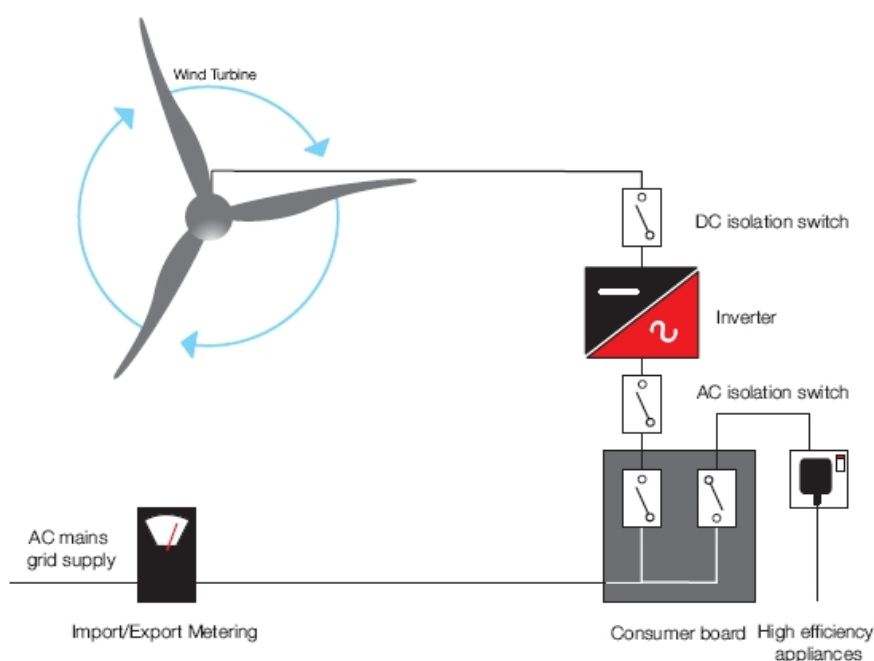 Wind Turbine
DC isolation switch
Inverter
AC isolation switch
AC mains
grid supply
Import/Export Metering
Consumer board
High efficiency
appliances